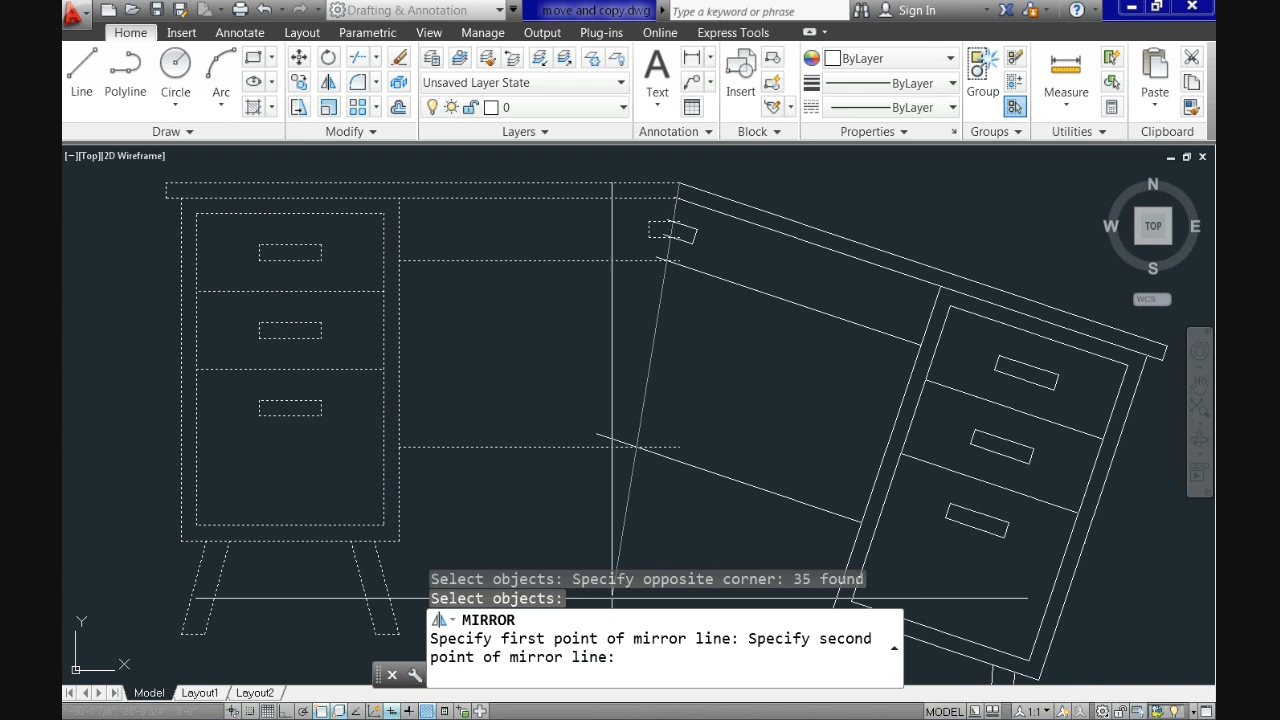 Drafting & Annotation
move and copy.dwg
Type a keyword or phrase
Sign In
Home Insert Annotate Layout Parametric View Manage Output Plug-ins Online Express Tools
Line Polyline Circle Arc
Unsaved Layer State
0
Text
Insert
ByLayer
ByLayer
ByLayer
Group
Measure
Paste
Draw Modify Layers Annotation Block Properties Groups Utilities Clipboard
[−][Top][2D Wireframe]
N
W TOP E
S
WCS
Select objects: Specify opposite corner: 35 found
Select objects:
MIRROR
Specify first point of mirror line: Specify second
point of mirror line:
Y
X
Model Layout1 Layout2
MODEL 1:1